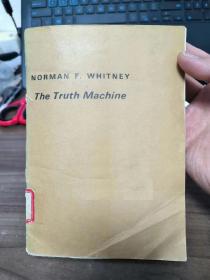 NORMAN F. WHITNEY
The Truth Machine